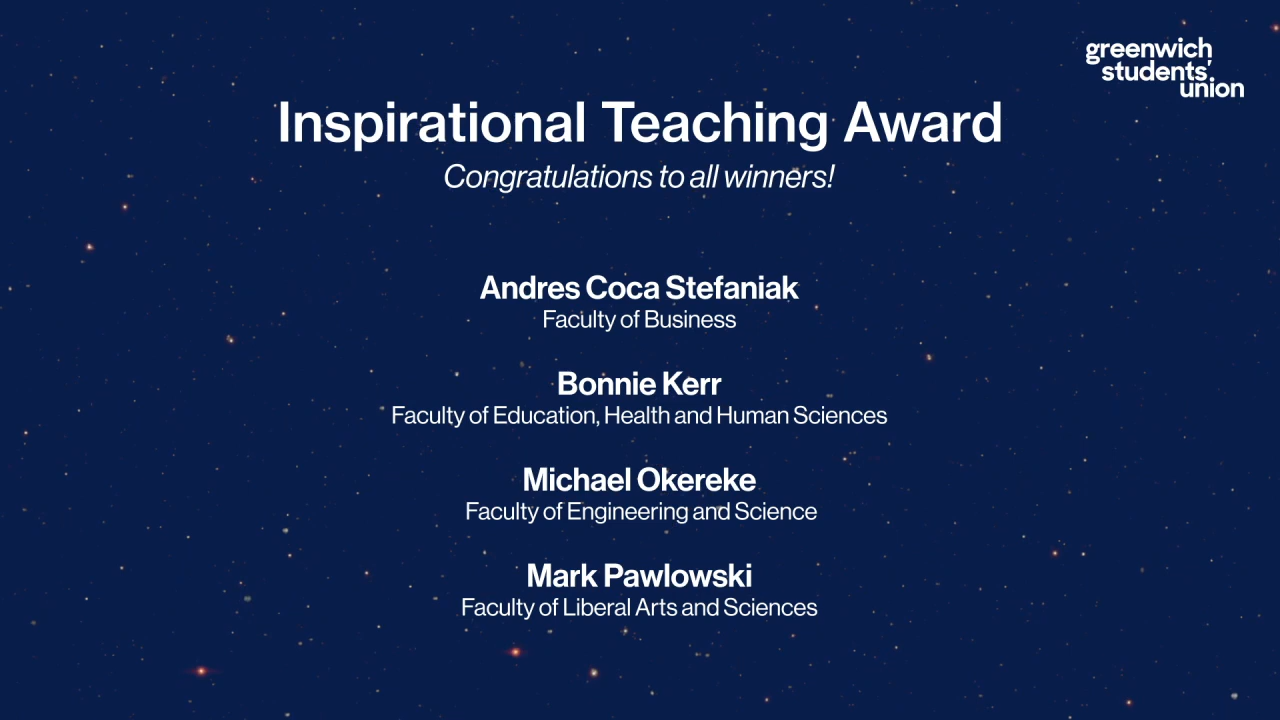 greenwich
students'
union
Inspirational Teaching Award
Congratulations to all winners!
Andres Coca Stefaniak
Faculty of Business
Bonnie Kerr
Faculty of Education, Health and Human Sciences
Michael Okereke
Faculty of Engineering and Science
Mark Pawlowski
Faculty of Liberal Arts and Sciences